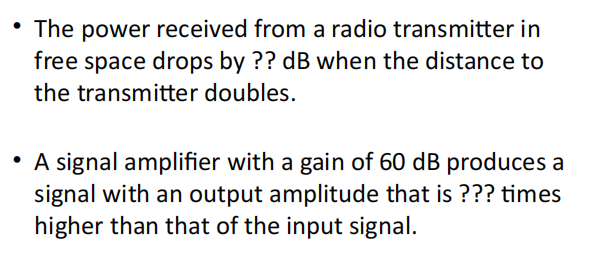 • The power received from a radio transmitter in
free space drops by ?? dB when the distance to
the transmitter doubles.
• A signal amplifier with a gain of 60 dB produces a
signal with an output amplitude that is ??? times
higher than that of the input signal.